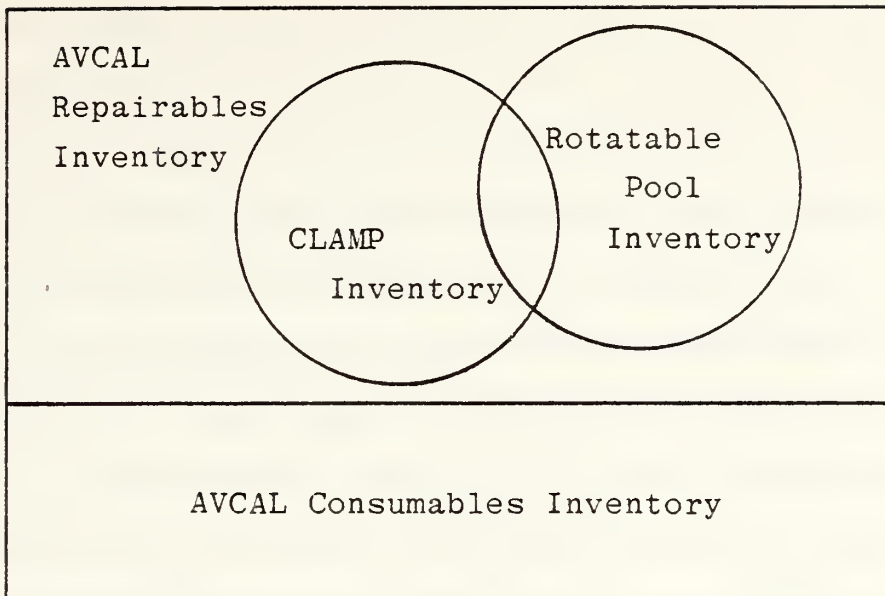 AVCAL
Repairables
Inventory
CLAMP
Inventory
Rotatable
Pool
Inventory
AVCAL Consumables Inventory